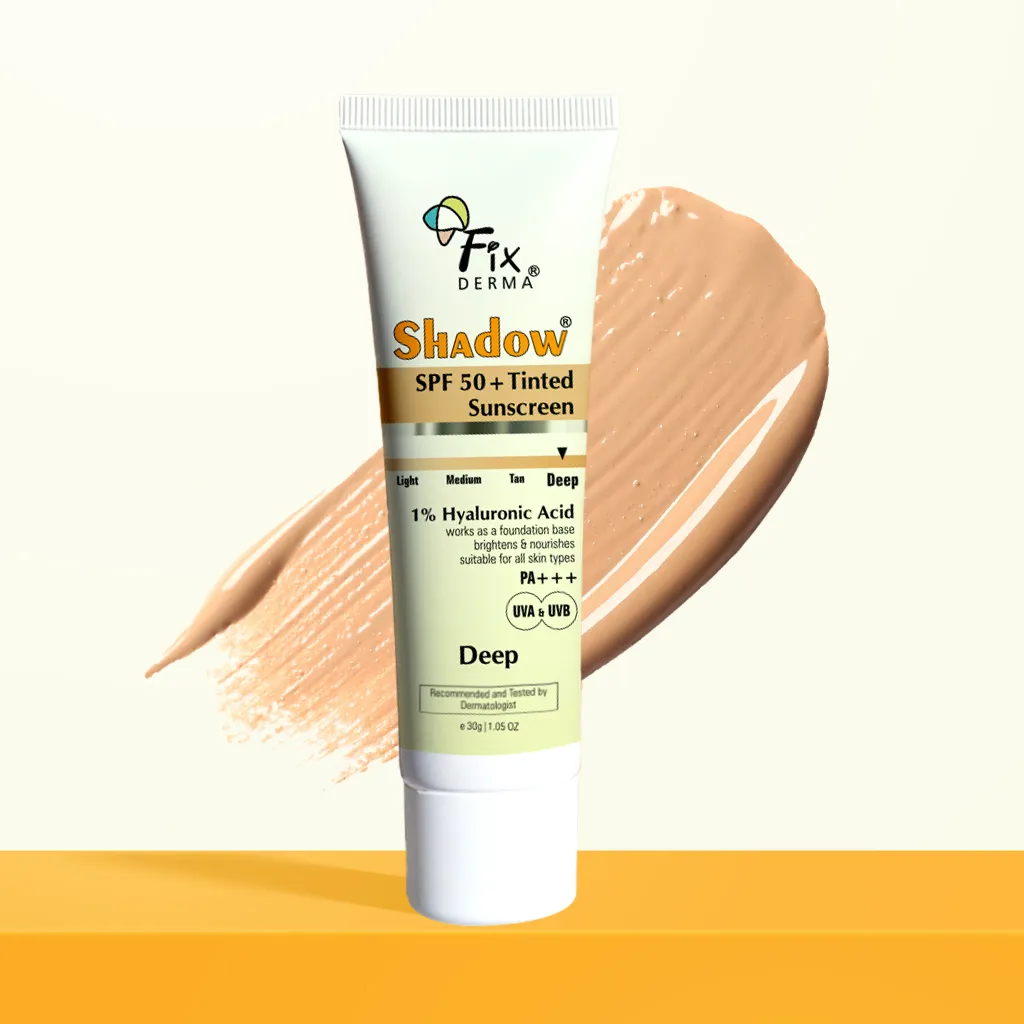 Fix
DERMA®
Shadow®
SPF 50+ Tinted
Sunscreen
Light Medium Tan Deep
1% Hyaluronic Acid
works as a foundation base
brightens & nourishes
suitable for all skin types
PA+++
UVA & UVB
Deep
Recommended and Tested by
Dermatologist
e 30g | 1.05 OZ